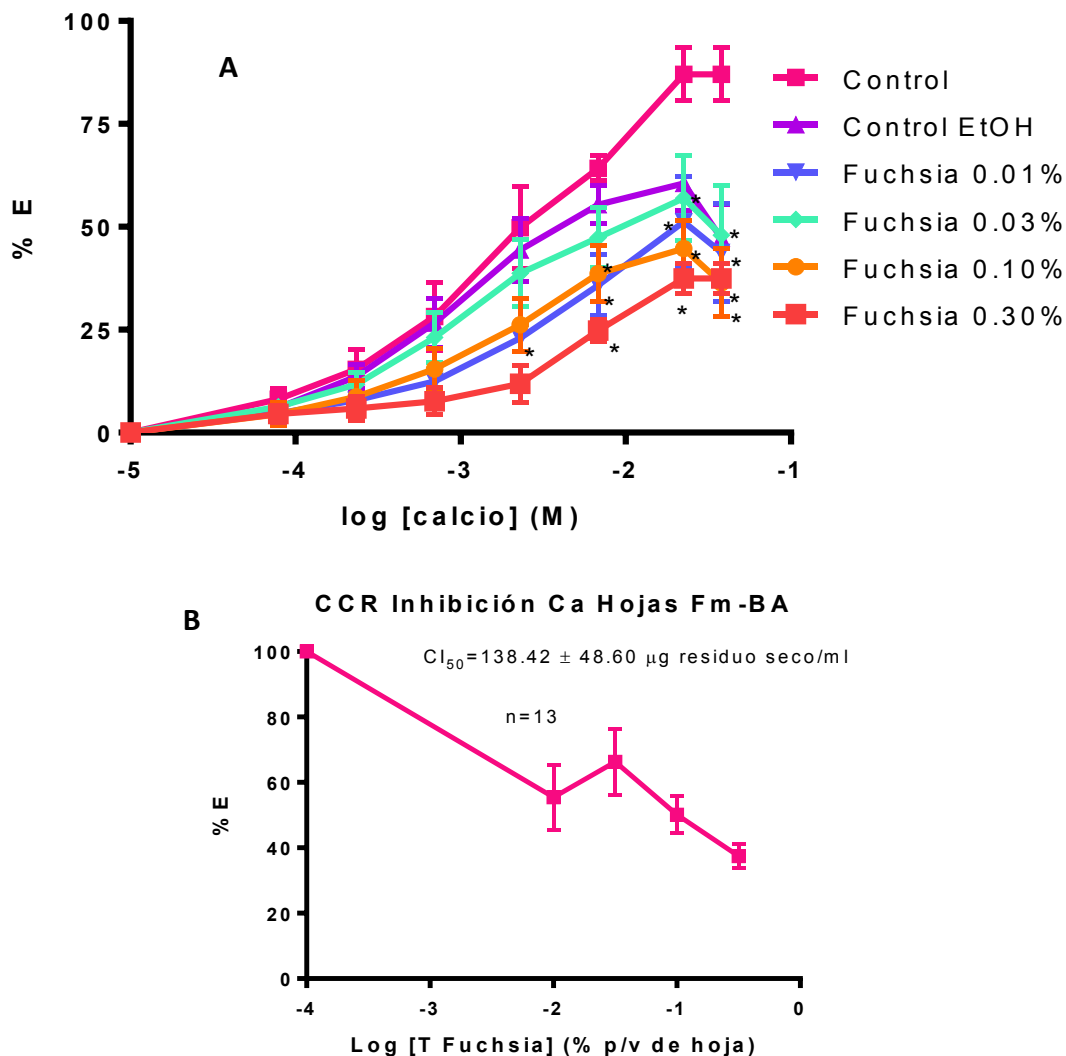 A
100
75
50
25
0
% E
-5
-4
-3
-2
-1
log [calcio] (M)
*
*
*
*
*
*
*
*
*
*
*
*
Control
Control EtOH
Fuchsia 0.01%
Fuchsia 0.03%
Fuchsia 0.10%
Fuchsia 0.30%
B
CCR Inhibición Ca Hojas Fm-BA
CI50=138.42 ± 48.60 µg residuo seco/ml
n=13
100
80
60
40
20
0
% E
-4
-3
-2
-1
0
Log [T Fuchsia] (% p/v de hoja)